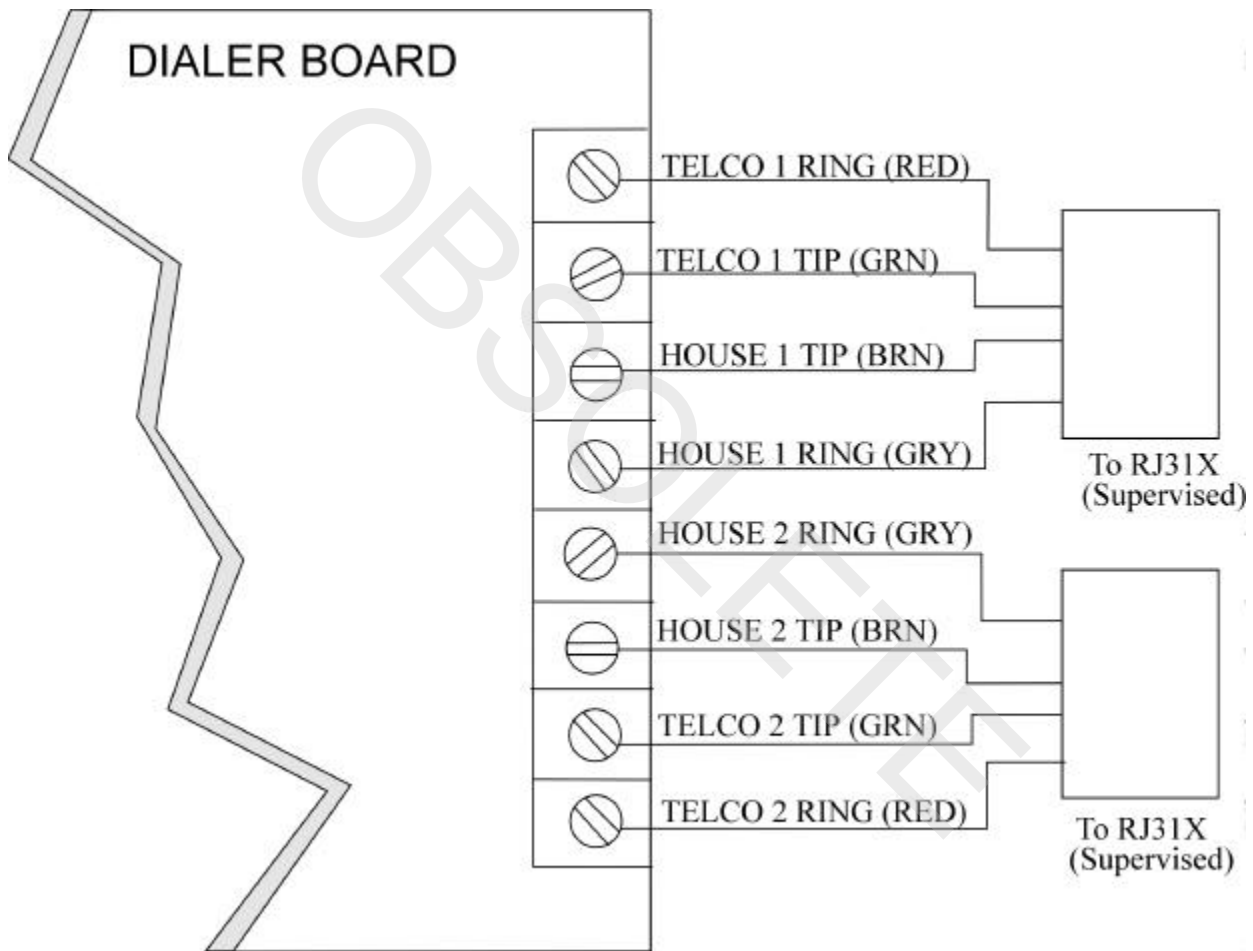 DIALER BOARD
TELCO 1 RING (RED)
TELCO 1 TIP (GRN)
HOUSE 1 TIP (BRN)
HOUSE 1 RING (GRY)
To RJ31X
(Supervised)
HOUSE 2 RING (GRY)
HOUSE 2 TIP (BRN)
TELCO 2 TIP (GRN)
TELCO 2 RING (RED)
To RJ31X
(Supervised)
OBSOLETE